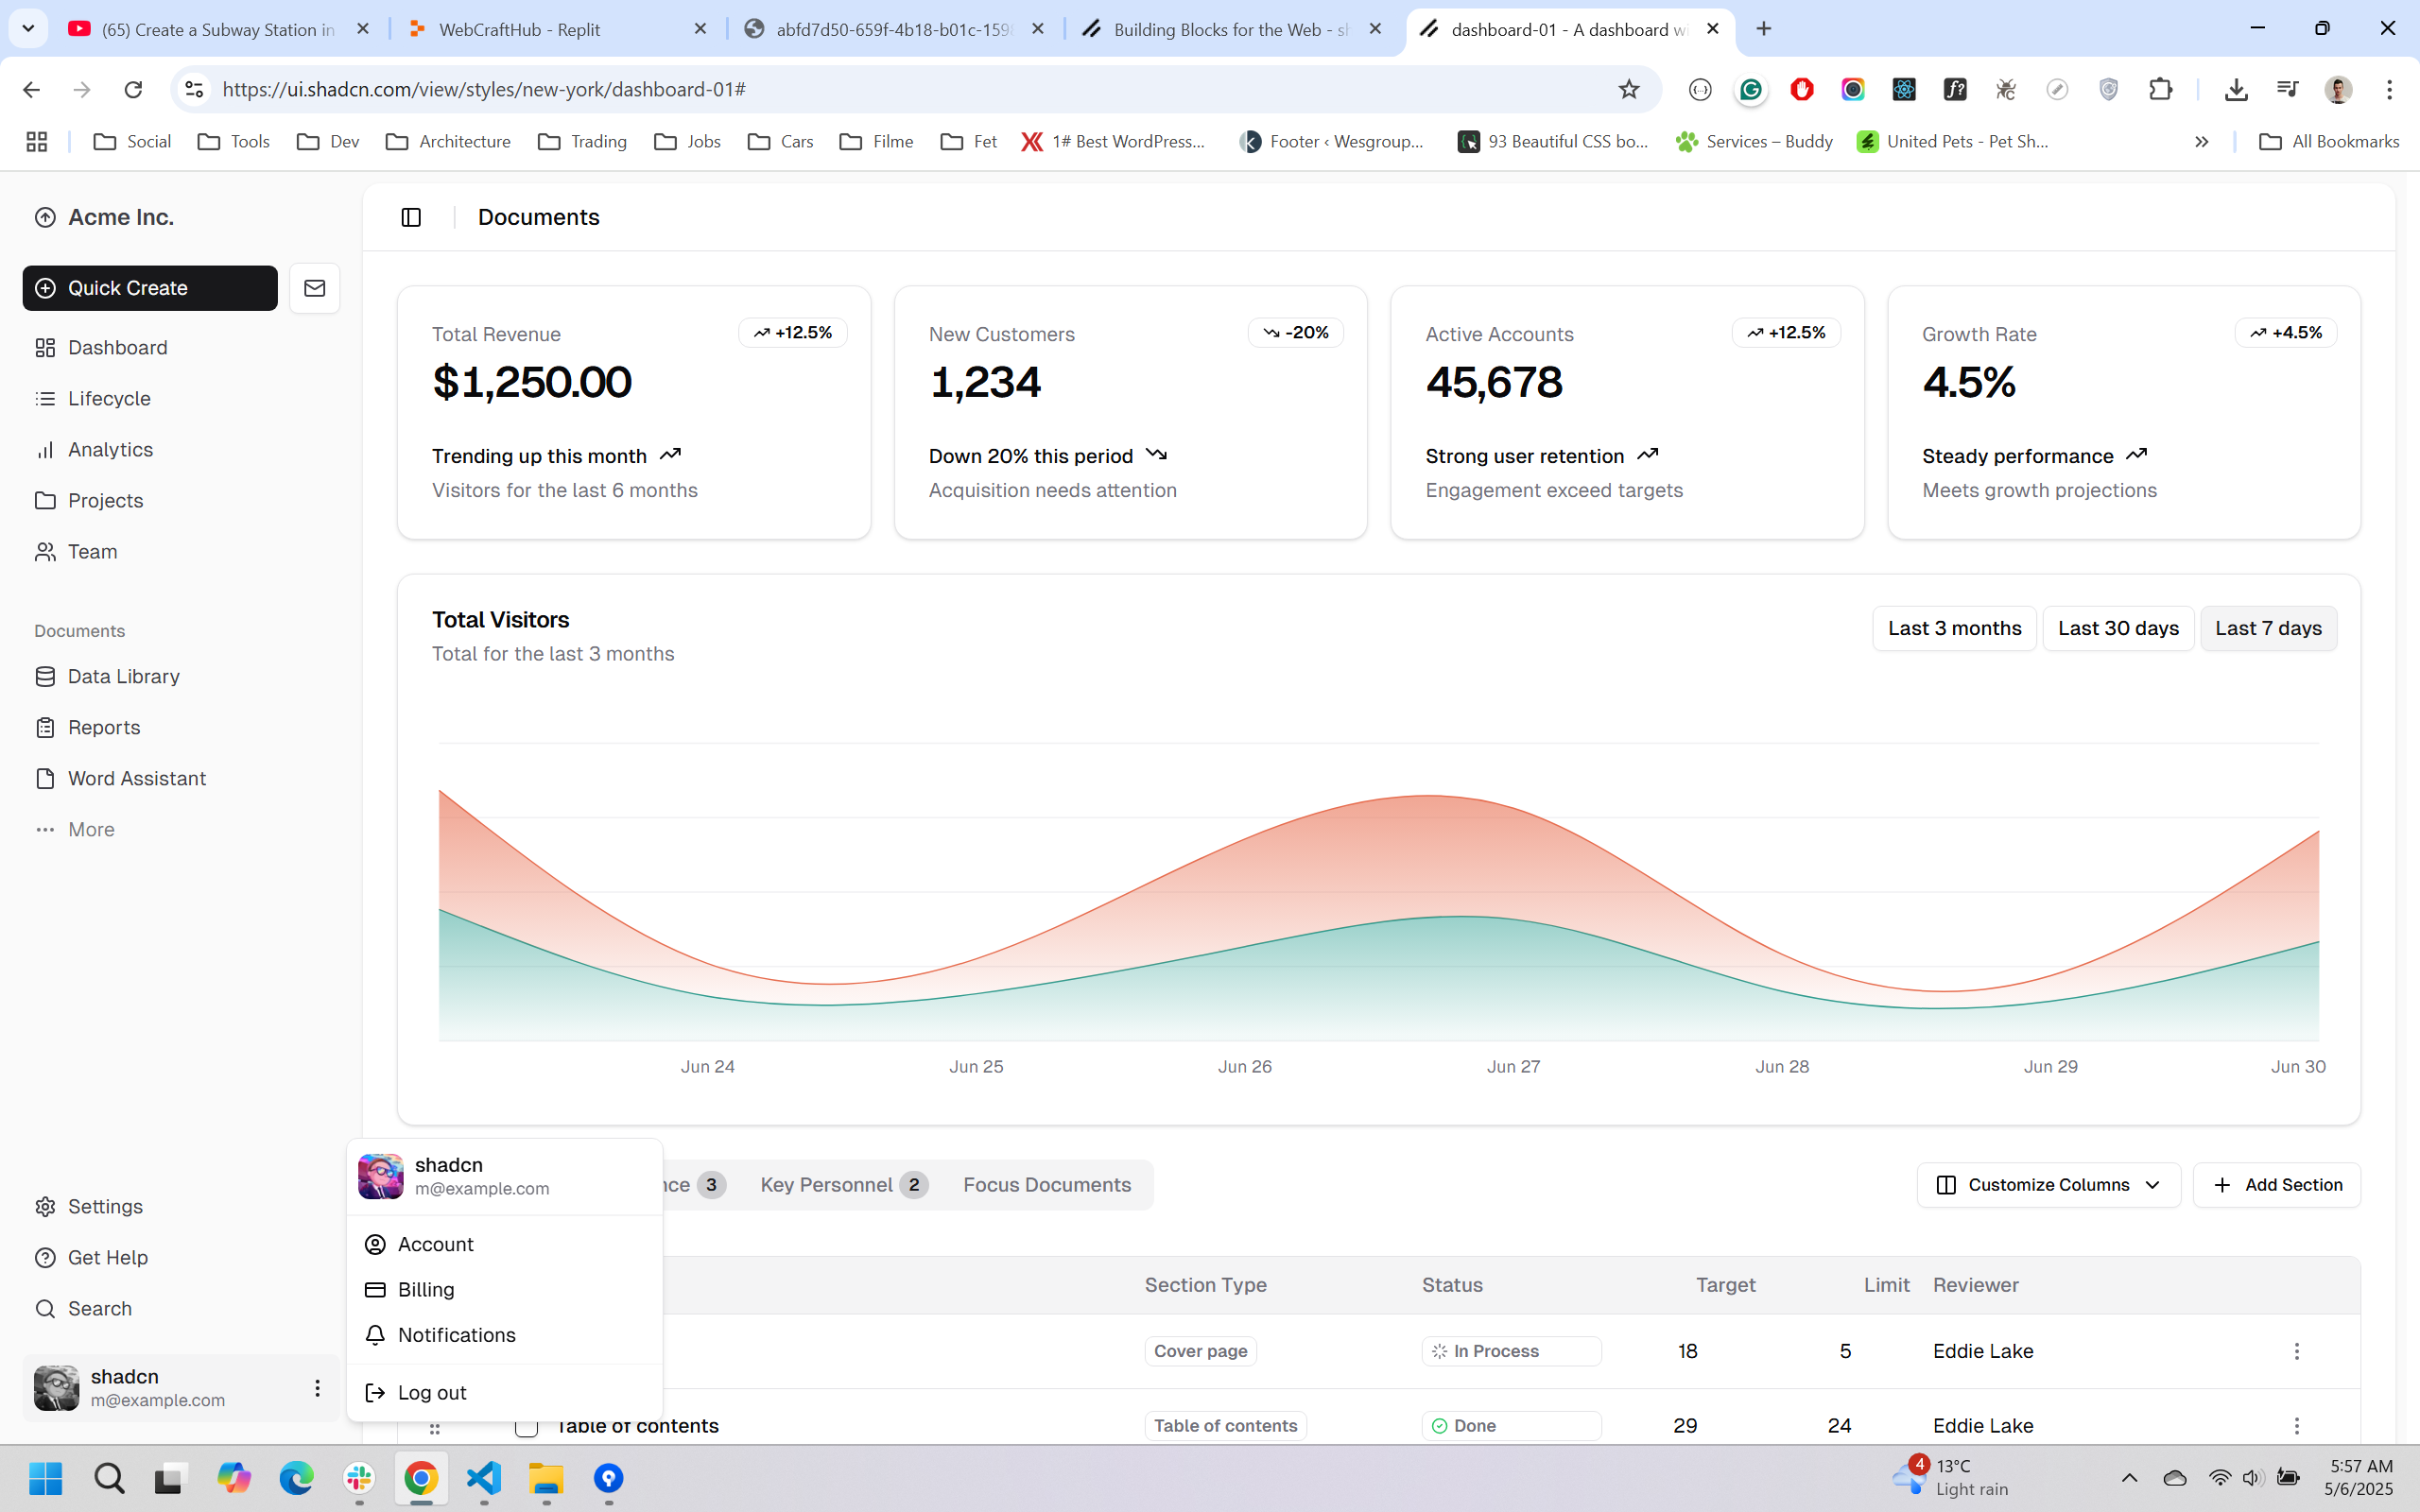 (65) Create a Subway Station in
WebCraftHub - Replit
abfd7d50-659f-4b18-b01c-159
Building Blocks for the Web - sh
dashboard-01 - A dashboard wi
https://ui.shadcn.com/view/styles/new-york/dashboard-01#
Social
Tools
Dev
Architecture
Trading
Jobs
Cars
Filme
Fet
1# Best WordPress...
Footer ‹ Wesgroup...
93 Beautiful CSS bo...
Services – Buddy
United Pets - Pet Sh...
All Bookmarks
Acme Inc.
Quick Create
Dashboard
Lifecycle
Analytics
Projects
Team
Documents
Data Library
Reports
Word Assistant
More
Settings
Get Help
Search
shadcn
m@example.com
Documents
Total Revenue
+12.5%
$1,250.00
Trending up this month
Visitors for the last 6 months
New Customers
-20%
1,234
Down 20% this period
Acquisition needs attention
Active Accounts
+12.5%
45,678
Strong user retention
Engagement exceed targets
Growth Rate
+4.5%
4.5%
Steady performance
Meets growth projections
Total Visitors
Total for the last 3 months
Last 3 months
Last 30 days
Last 7 days
Jun 24
Jun 25
Jun 26
Jun 27
Jun 28
Jun 29
Jun 30
shadcn
m@example.com
Account
Billing
Notifications
Log out
nce 3
Key Personnel 2
Focus Documents
Customize Columns
Add Section
Section Type Status Target Limit Reviewer
Cover page In Process 18 5 Eddie Lake
Table of contents Table of contents Done 29 24 Eddie Lake
4
13°C
Light rain
5:57 AM
5/6/2025